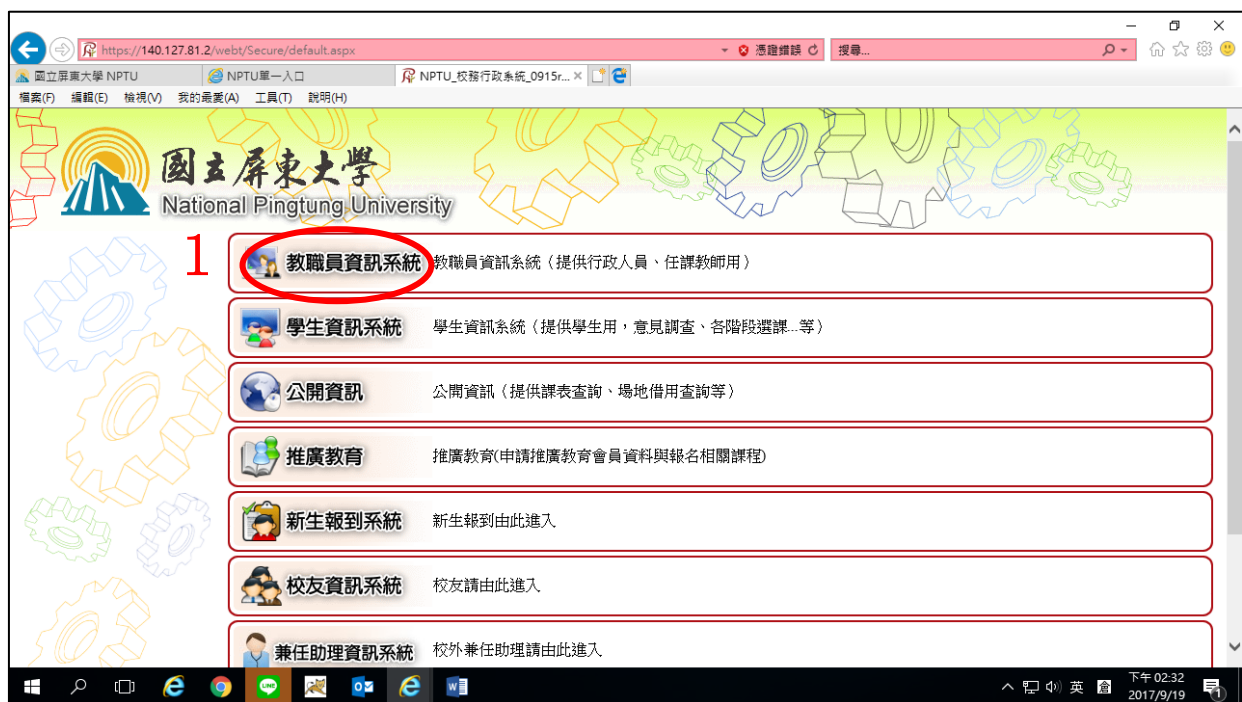 https://140.127.81.2/webt/Secure/default.aspx
憑證錯誤
搜尋...
國立屏東大學 NPTU
NPTU單一入口
NPTU_校務行政系統_0915r...
檔案(F) 編輯(E) 檢視(V) 我的最愛(A) 工具(T) 說明(H)
國立屏東大學
National Pingtung University
1
教職員資訊系統 教職員資訊系統（提供行政人員、任課教師用）
學生資訊系統 學生資訊系統（提供學生用，意見調查、各階段選課...等）
公開資訊 公開資訊（提供課表查詢、場地借用查詢等）
推廣教育 推廣教育(申請推廣教育會員資料與報名相關課程)
新生報到系統 新生報到由此進入
校友資訊系統 校友請由此進入
兼任助理資訊系統 校外兼任助理請由此進入
LINE
英
下午 02:32
2017/9/19
1